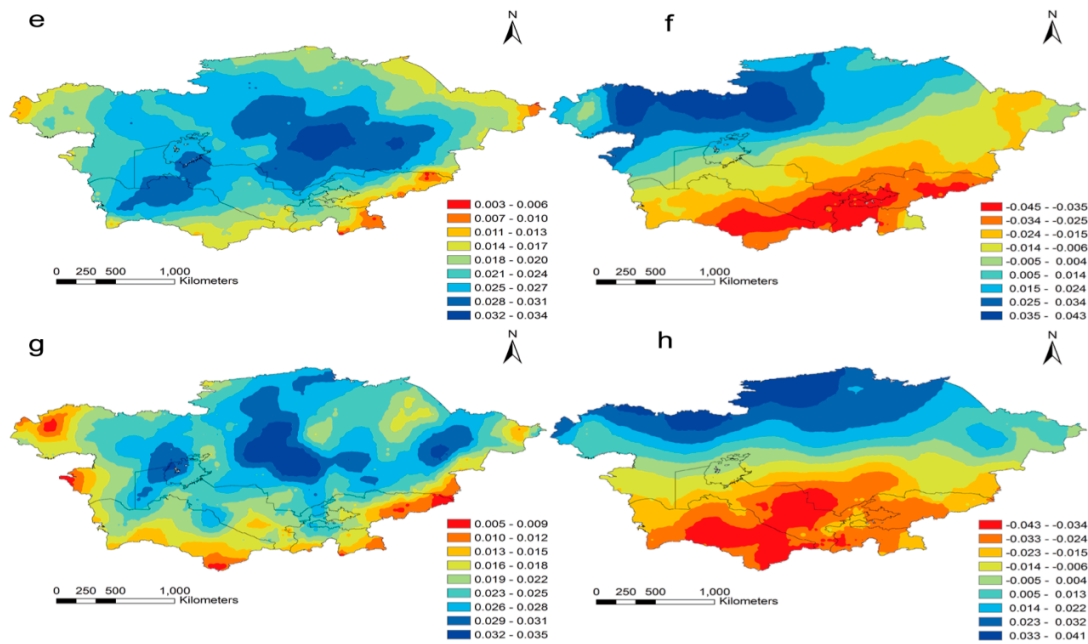 e
N
0.003 - 0.006
0.007 - 0.010
0.011 - 0.013
0.014 - 0.017
0.018 - 0.020
0.021 - 0.024
0.025 - 0.027
0.028 - 0.031
0.032 - 0.034
0 250 500 1,000
Kilometers
f
N
-0.045 - -0.035
-0.034 - -0.025
-0.024 - -0.015
-0.014 - -0.006
-0.005 - 0.004
0.005 - 0.014
0.015 - 0.024
0.025 - 0.034
0.035 - 0.043
0 250 500 1,000
Kilometers
g
N
0.005 - 0.009
0.010 - 0.012
0.013 - 0.015
0.016 - 0.018
0.019 - 0.022
0.023 - 0.025
0.026 - 0.028
0.029 - 0.031
0.032 - 0.035
0 250 500 1,000
Kilometers
h
N
-0.043 - -0.034
-0.033 - -0.024
-0.023 - -0.015
-0.014 - -0.006
-0.005 - 0.004
0.005 - 0.013
0.014 - 0.022
0.023 - 0.032
0.033 - 0.041
0 250 500 1,000
Kilometers